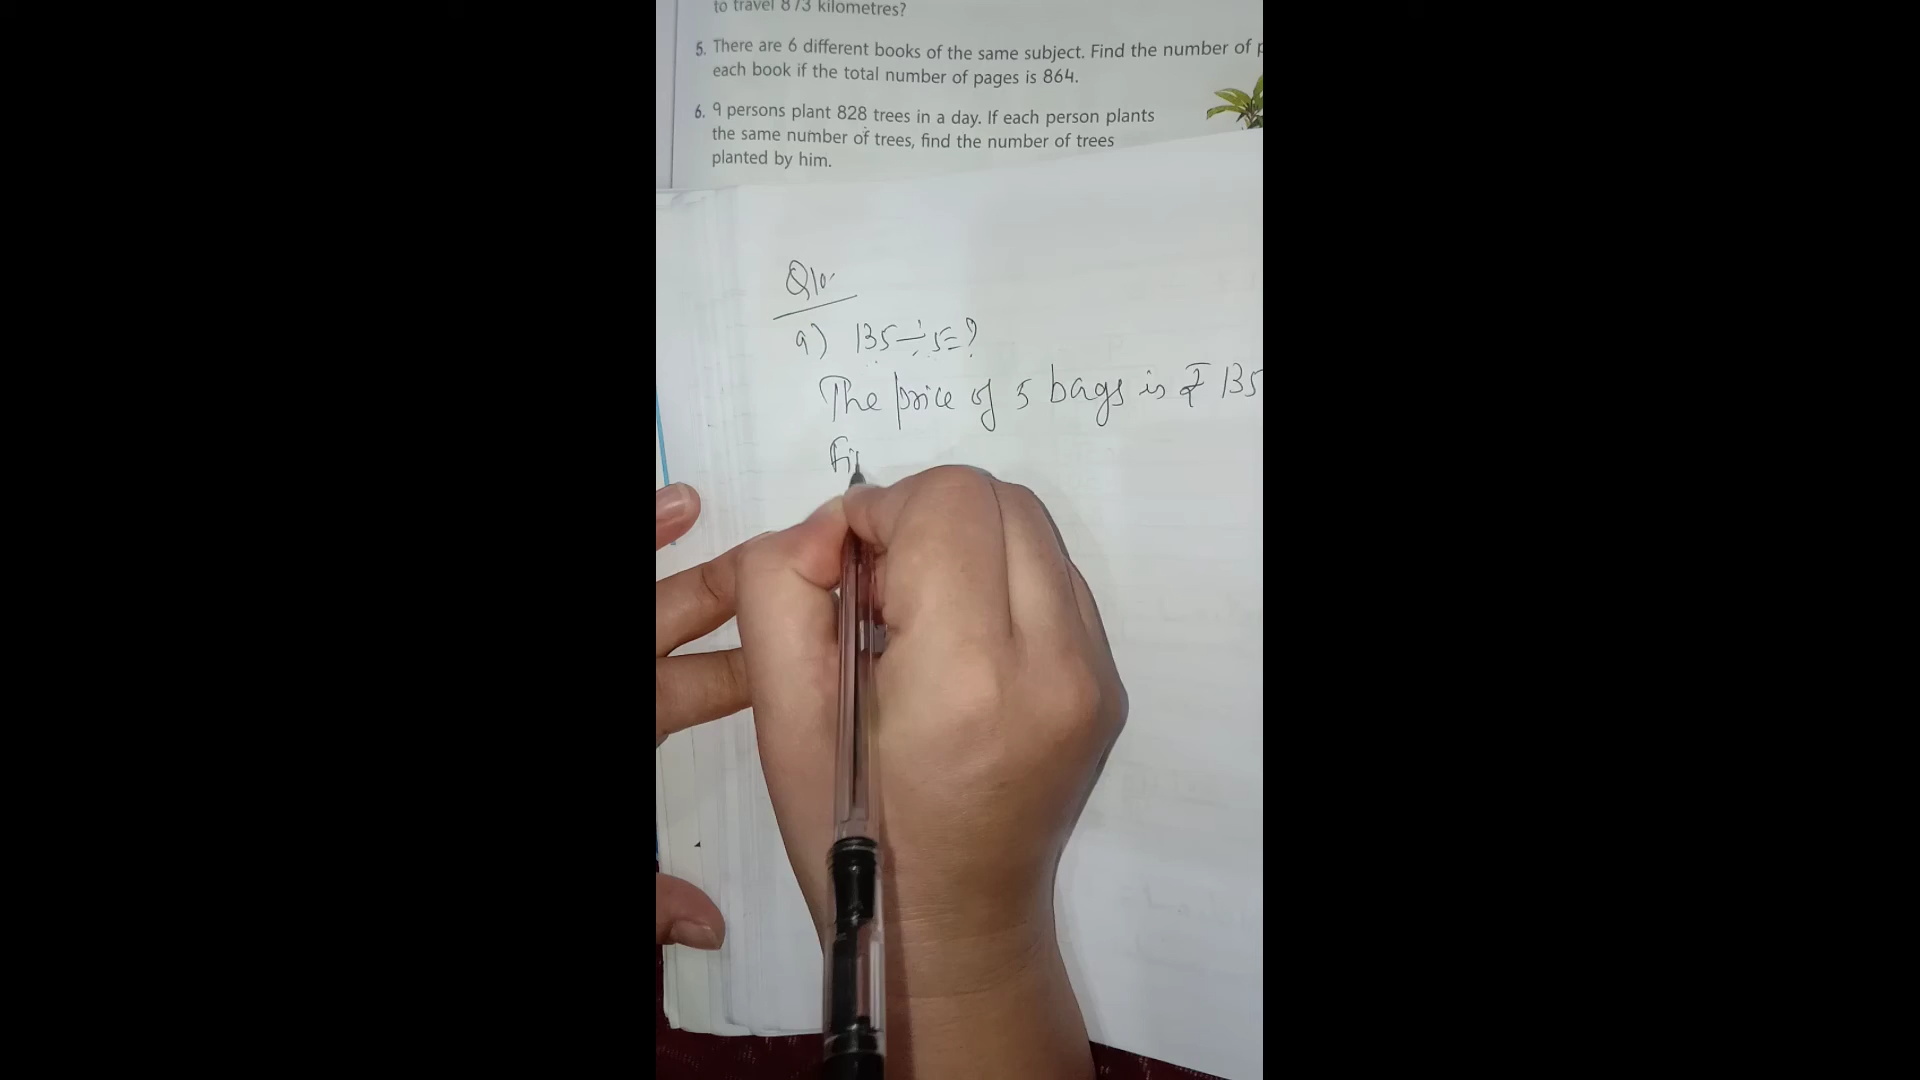 to travel 873 kilometres?
5. There are 6 different books of the same subject. Find the number of
each book if the total number of pages is 864.
6. 9 persons plant 828 trees in a day. If each person plants
the same number of trees, find the number of trees
planted by him.
Q10.
a) 135÷5=?
The price of 5 bags is ₹ 135
Fi